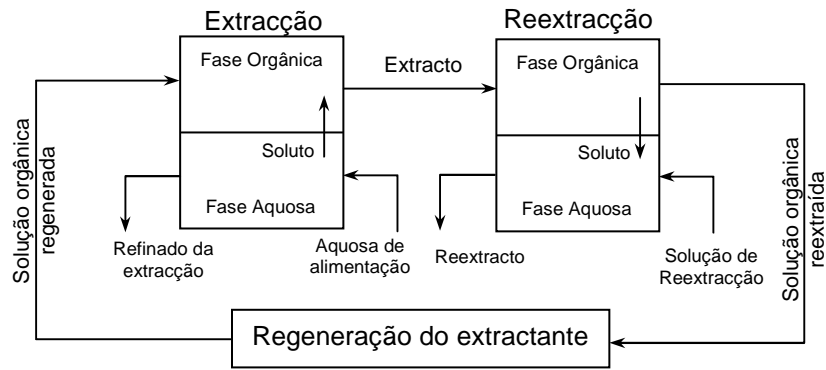 Extracção
Reextracção
Fase Orgânica
Extracto
Fase Orgânica
Soluto
Soluto
Fase Aquosa
Fase Aquosa
Refinado da
extracção
Aquosa de
alimentação
Reextracto
Solução de
Reextracção
Solução orgânica
regenerada
Solução orgânica
reextraída
Regeneração do extractante